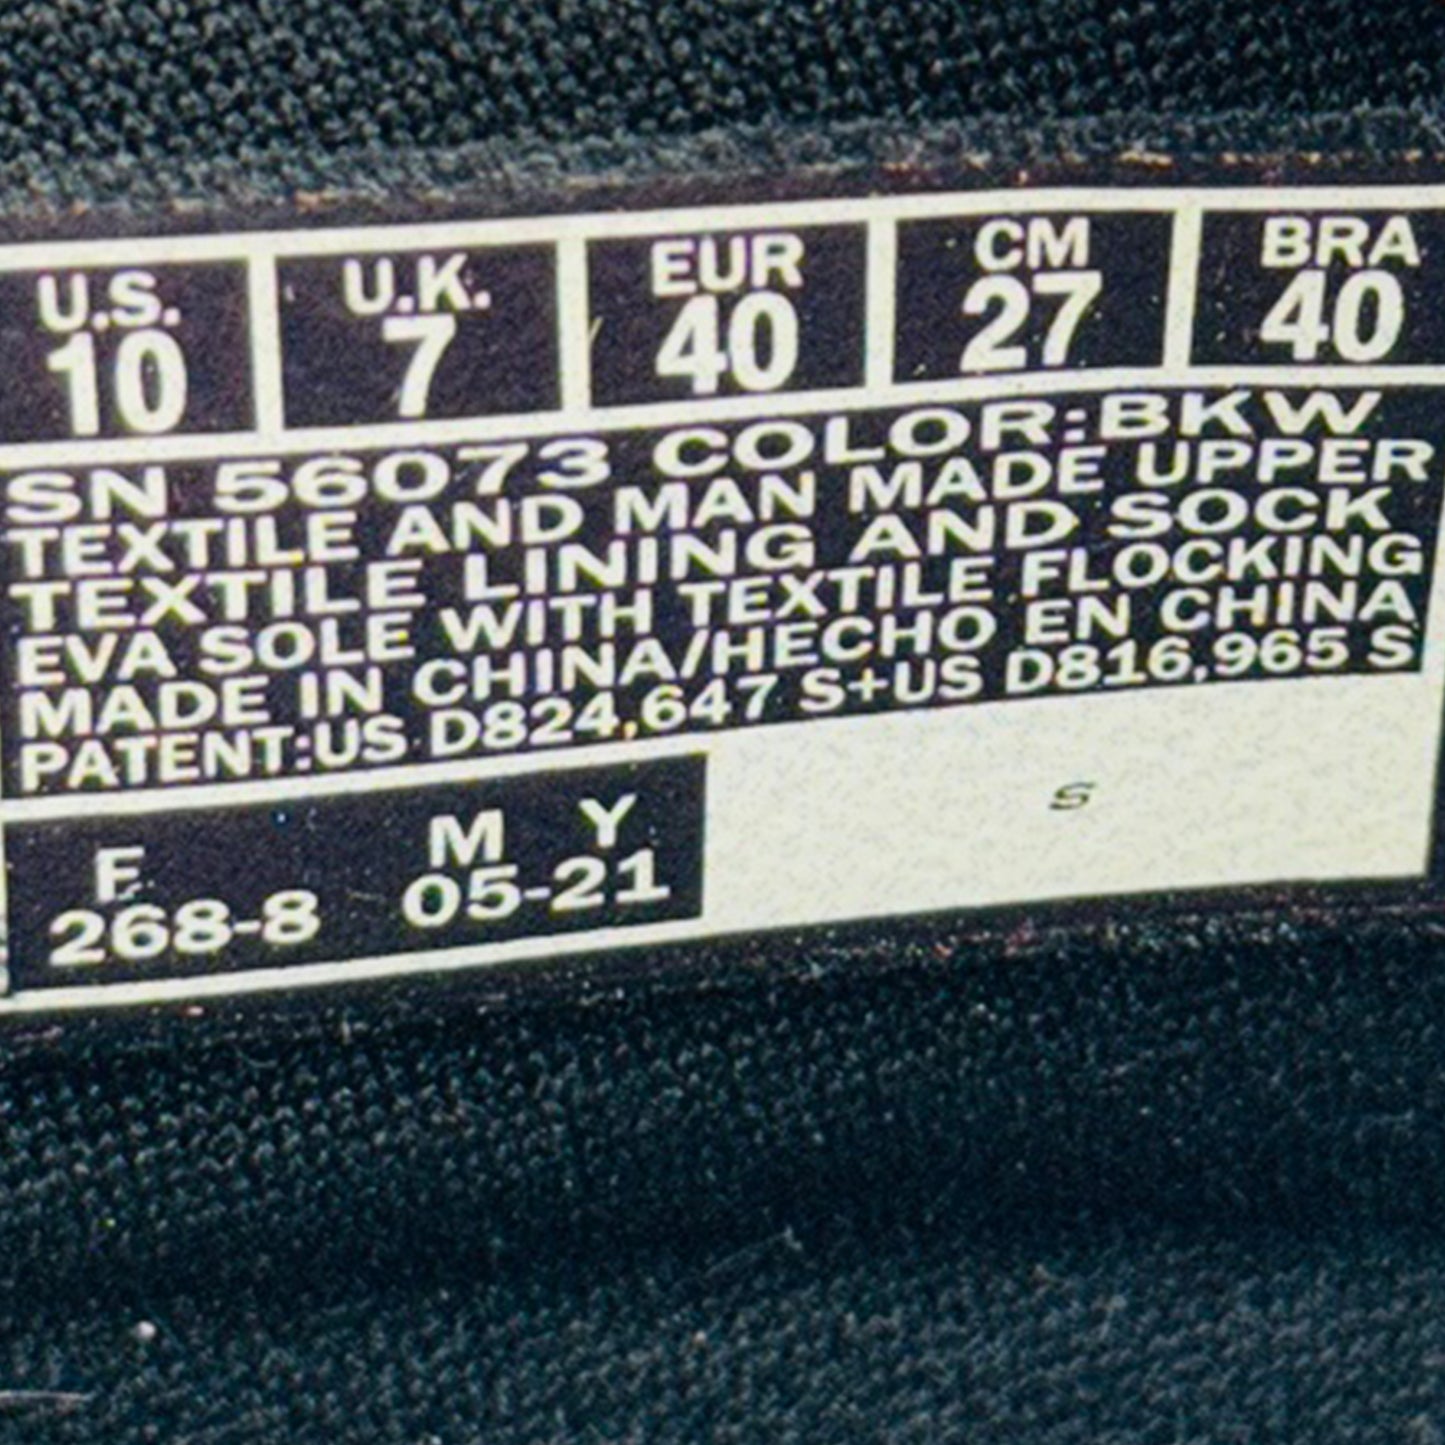 U.S. U.K. EUR CM BRA
10 7 40 27 40
SN 56073 COLOR:BKW
TEXTILE AND MAN MADE UPPER
TEXTILE LINING AND SOCK
EVA SOLE WITH TEXTILE FLOCKING
MADE IN CHINA/HECHO EN CHINA
PATENT:US D824,647 S+US D816,965 S
F M Y
268-8 05-21
S